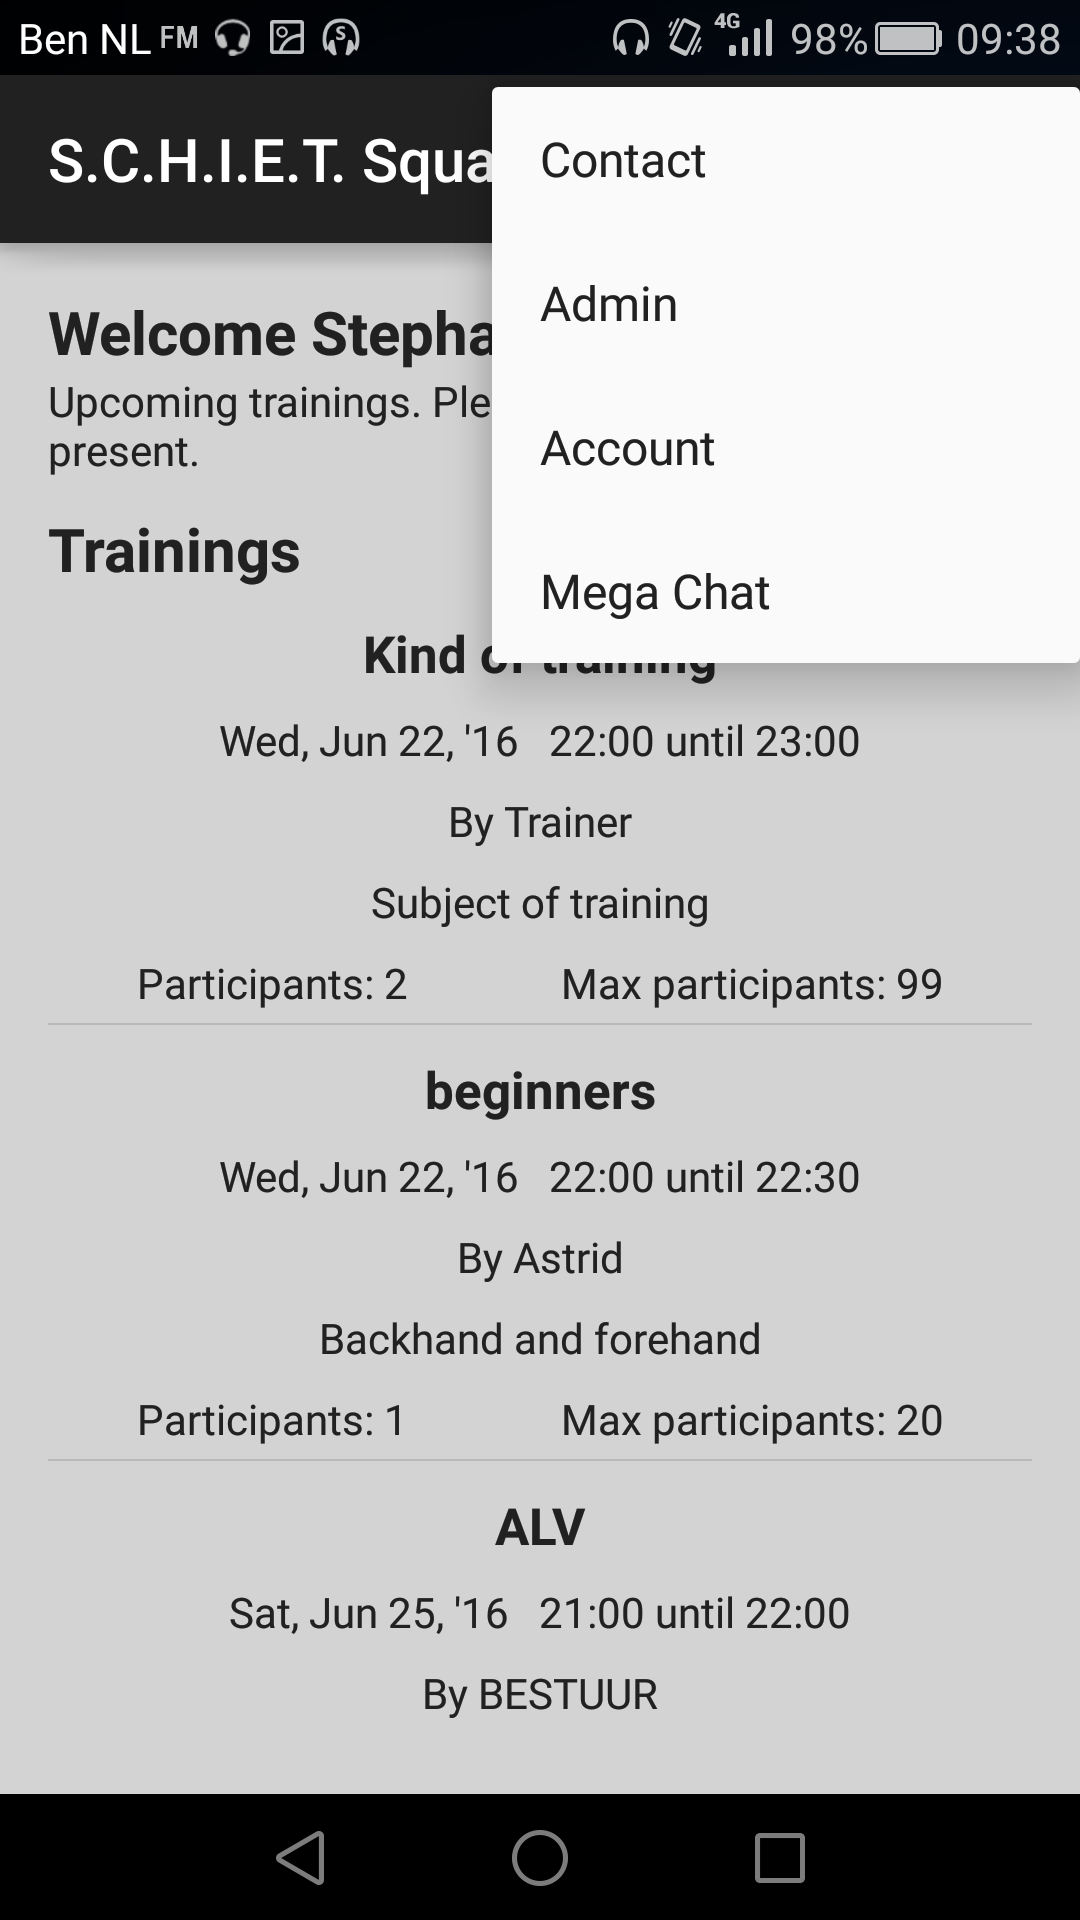 Ben NL FM 4G 98% 09:38
S.C.H.I.E.T. Squa
Contact
Admin
Account
Mega Chat
Welcome Stepha
Upcoming trainings. Ple
present.
Trainings
Kind of training
Wed, Jun 22, '16 22:00 until 23:00
By Trainer
Subject of training
Participants: 2 Max participants: 99
beginners
Wed, Jun 22, '16 22:00 until 22:30
By Astrid
Backhand and forehand
Participants: 1 Max participants: 20
ALV
Sat, Jun 25, '16 21:00 until 22:00
By BESTUUR